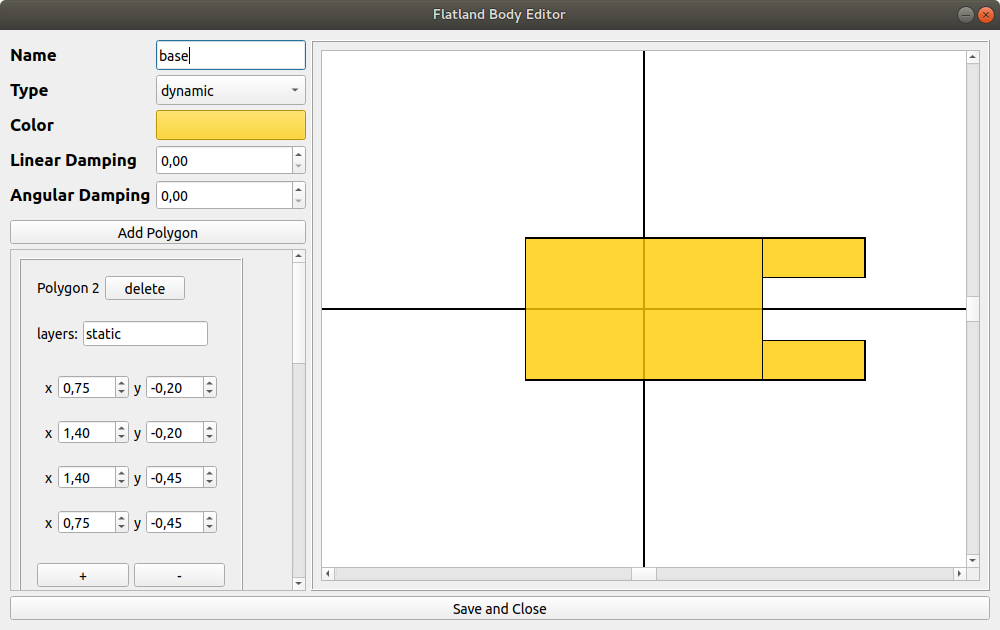 Flatland Body Editor
Name base
Type dynamic
Color
Linear Damping 0,00
Angular Damping 0,00
Add Polygon
Polygon 2 delete
layers: static
x 0,75 y -0,20
x 1,40 y -0,20
x 1,40 y -0,45
x 0,75 y -0,45
+ -
Save and Close